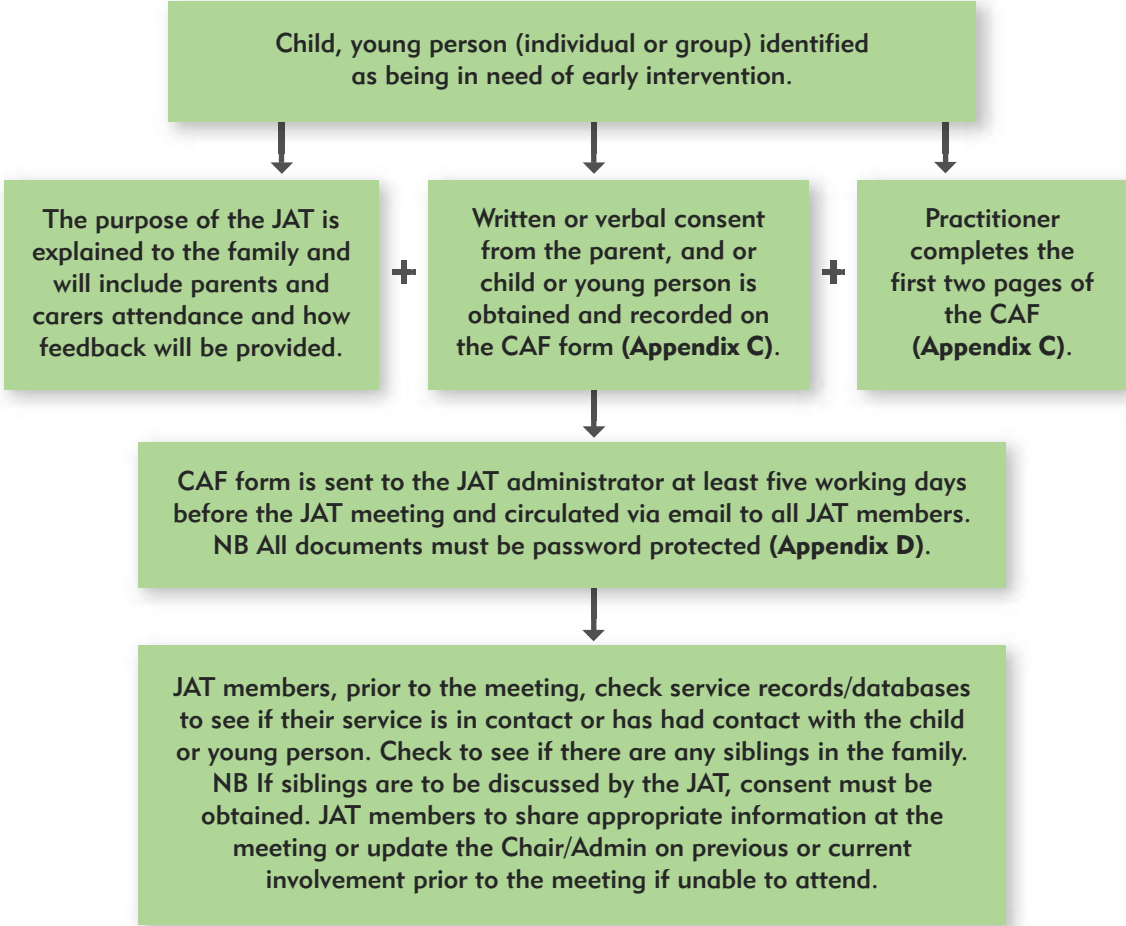 Child, young person (individual or group) identified
as being in need of early intervention.
The purpose of the JAT is
explained to the family and
will include parents and
carers attendance and how
feedback will be provided.
+
Written or verbal consent
from the parent, and or
child or young person is
obtained and recorded on
the CAF form (Appendix C).
+
Practitioner
completes the
first two pages of
the CAF
(Appendix C).
CAF form is sent to the JAT administrator at least five working days
before the JAT meeting and circulated via email to all JAT members.
NB All documents must be password protected (Appendix D).
JAT members, prior to the meeting, check service records/databases
to see if their service is in contact or has had contact with the child
or young person. Check to see if there are any siblings in the family.
NB If siblings are to be discussed by the JAT, consent must be
obtained. JAT members to share appropriate information at the
meeting or update the Chair/Admin on previous or current
involvement prior to the meeting if unable to attend.